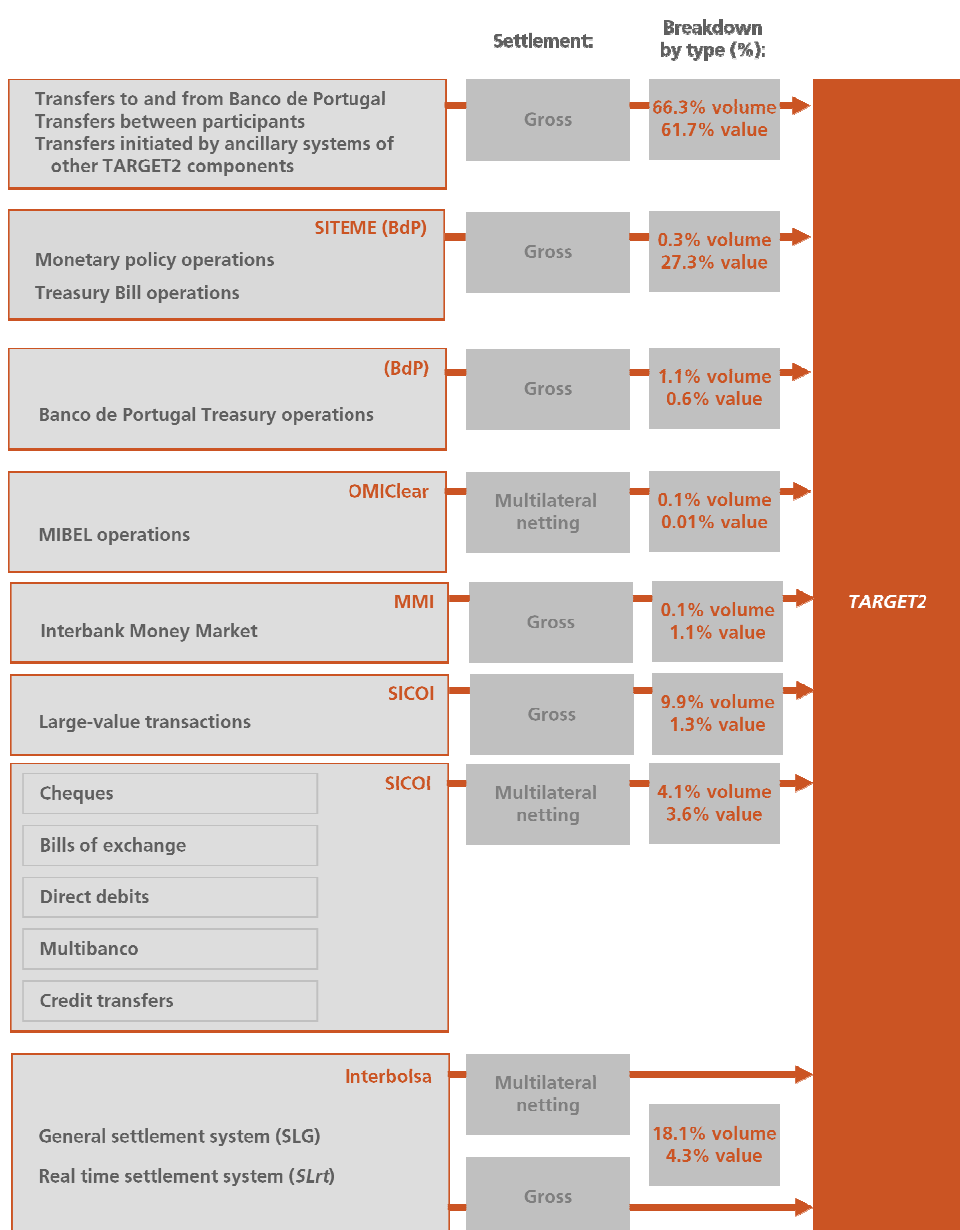 Settlement:
Breakdown
by type (%):
Transfers to and from Banco de Portugal
Transfers between participants
Transfers initiated by ancillary systems of
other TARGET2 components
Gross
66.3% volume
61.7% value
SITEME (BdP)
Monetary policy operations
Treasury Bill operations
Gross
0.3% volume
27.3% value
(BdP)
Banco de Portugal Treasury operations
Gross
1.1% volume
0.6% value
OMIClear
MIBEL operations
Multilateral
netting
0.1% volume
0.01% value
MMI
Interbank Money Market
Gross
0.1% volume
1.1% value
TARGET2
SICOI
Large-value transactions
Gross
9.9% volume
1.3% value
SICOI
Cheques
Bills of exchange
Direct debits
Multibanco
Credit transfers
Multilateral
netting
4.1% volume
3.6% value
Interbolsa
General settlement system (SLG)
Real time settlement system (SLrt)
Multilateral
netting
18.1% volume
4.3% value
Gross